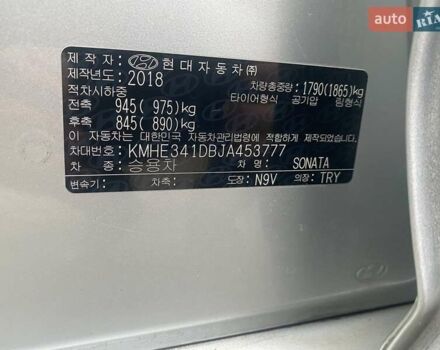 auto RIA
제 작 자 : 현대자동차㈜
제작년도: 2018 차량총중량: 1790(1865)kg
적차시하중 타이어형식 공기압 림형식
전축 945( 975)kg
후축 845( 890)kg
이 자동차는 대한민국 자동차관리법령에 적합하게 제작되었습니다.
차대번호: KMHE341DBJA453777
차 종: 승용차 차 명: SONATA
변속기: 차축: 도장: N9V 의장: TRY